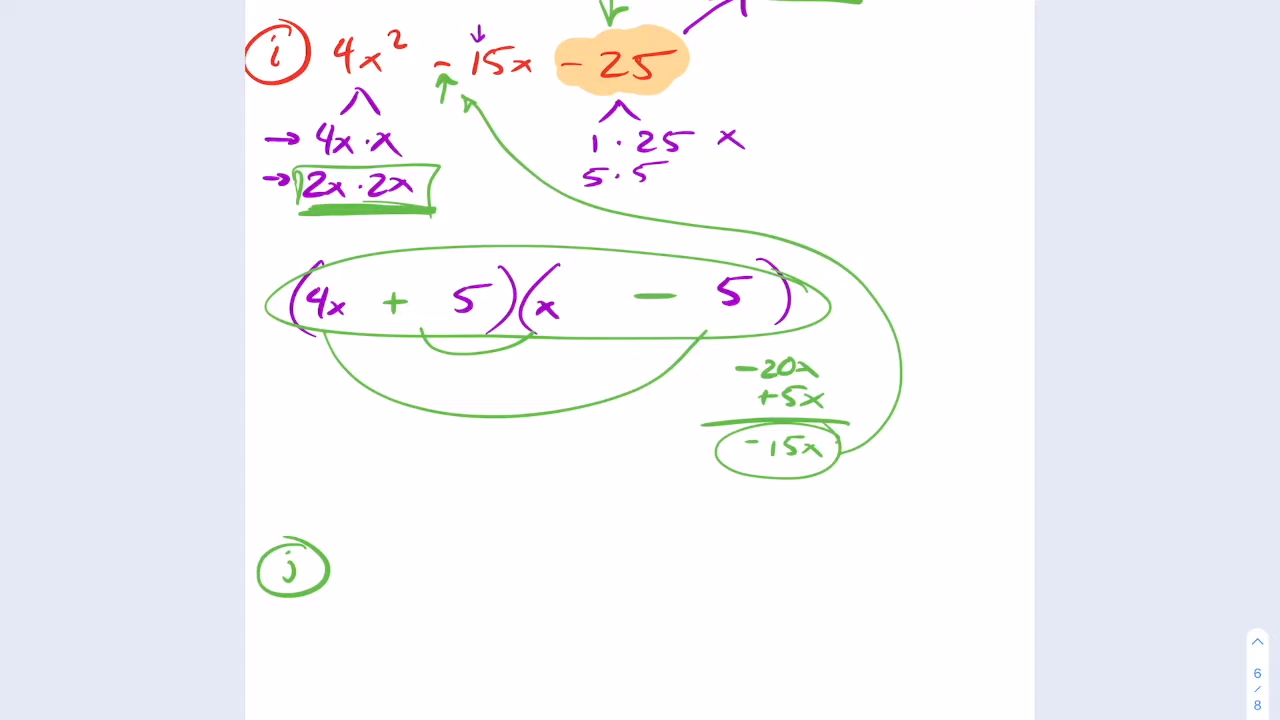 i 4x² - 15x - 25
→ 4x · x 1 · 25 x
→ 2x · 2x 5 · 5
(4x + 5)(x - 5)
-20x
+5x
-15x
j
6
/
8